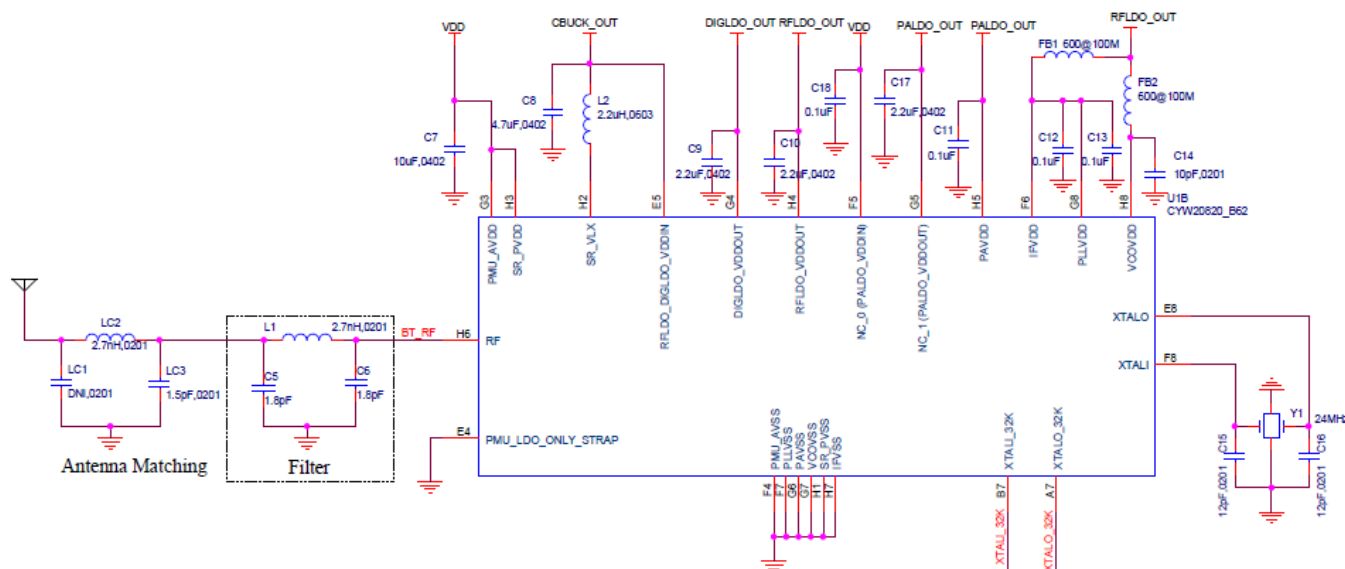 VDD
CBUCK_OUT
DIGLDO_OUT
RFLDO_OUT
VDD
PALDO_OUT
PALDO_OUT
RFLDO_OUT
FB1 600@100M
FB2
600@100M
C7
10uF,0402
C8
4.7uF,0402
L2
2.2uH,0603
C9
2.2uF,0402
C10
2.2uF,0402
C18
0.1uF
C17
2.2uF,0402
C11
0.1uF
C12
0.1uF
C13
0.1uF
C14
10pF,0201
U1B
CYW20820_B62
G3
H3
H2
E5
G4
H4
F5
G5
H5
F6
G8
H8
PMU_AVDD
SR_PVDD
SR_VLX
RFLDO_DIGLDO_VDDIN
DIGLDO_VDDOUT
RFLDO_VDDOUT
NC_0 (PALDO_VDDIN)
NC_1 (PALDO_VDDOUT)
PAVDD
IFVDD
PLLVDD
VCOVDD
LC2
2.7nH,0201
LC1
DNI,0201
LC3
1.5pF,0201
Antenna Matching
L1
2.7nH,0201
C5
1.8pF
C6
1.8pF
Filter
BT_RF
H6
RF
E4
PMU_LDO_ONLY_STRAP
XTALO
E8
XTALI
F8
Y1
24MHz
C15
12pF,0201
C16
12pF,0201
PMU_AVSS
PLLVSS
PAVSS
VCOVSS
SR_PVSS
IFVSS
F4
F7
G6
G7
H1
H7
XTALI_32K
XTALO_32K
B7
A7
XTALI_32K
XTALO_32K